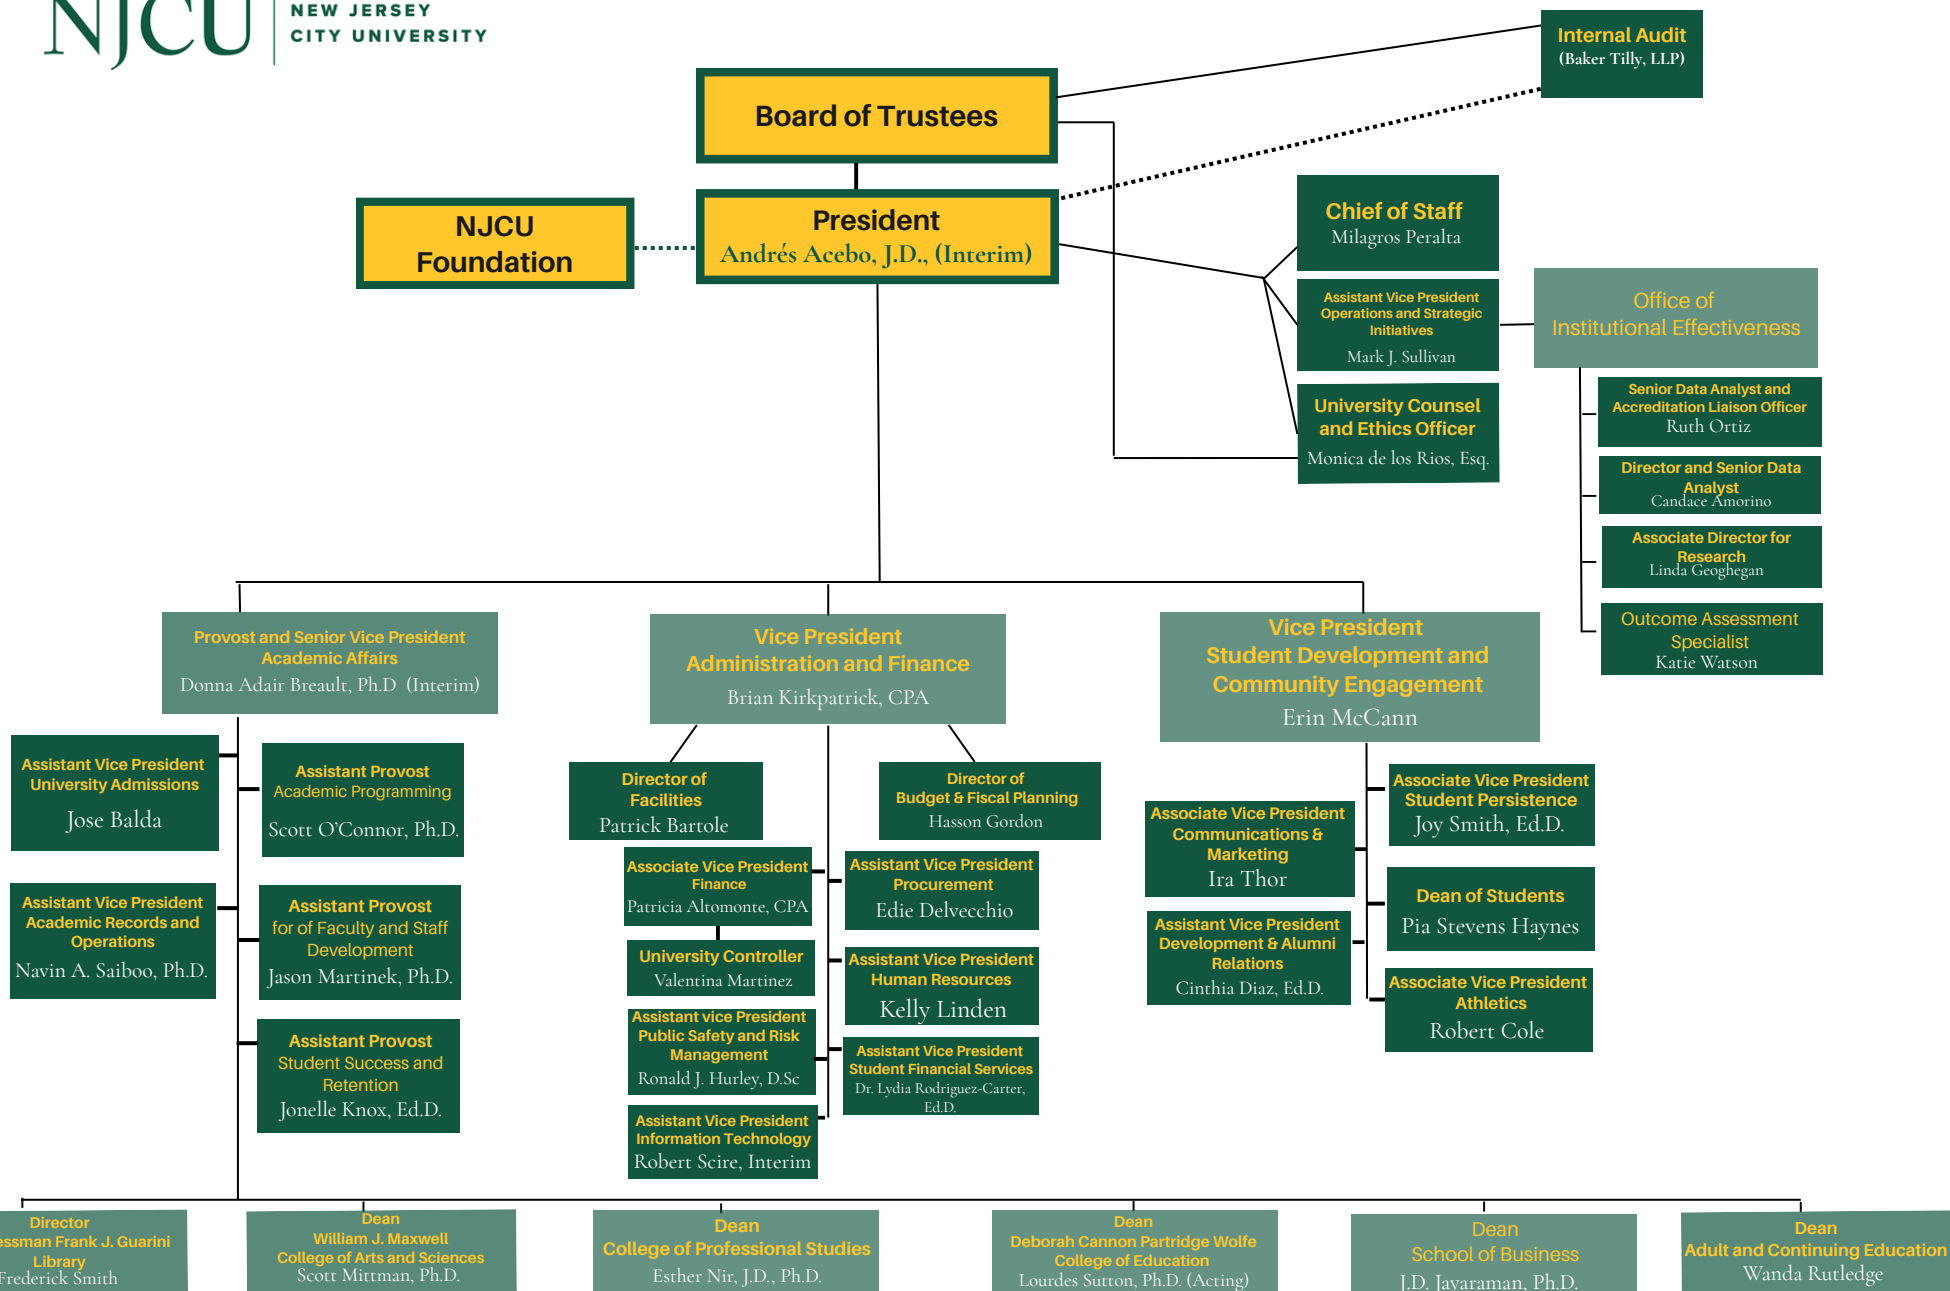 NJCU
NEW JERSEY
CITY UNIVERSITY
Internal Audit
(Baker Tilly, LLP)
Board of Trustees
President
Andrés Acebo, J.D., (Interim)
NJCU
Foundation
Chief of Staff
Milagros Peralta
Assistant Vice President
Operations and Strategic
Initiatives
Mark J. Sullivan
Office of
Institutional Effectiveness
University Counsel
and Ethics Officer
Monica de los Rios, Esq.
Senior Data Analyst and
Accreditation Liaison Officer
Ruth Ortiz
Director and Senior Data
Analyst
Candace Amorino
Associate Director for
Research
Linda Geoghegan
Outcome Assessment
Specialist
Katie Watson
Provost and Senior Vice President
Academic Affairs
Donna Adair Breault, Ph.D (Interim)
Vice President
Administration and Finance
Brian Kirkpatrick, CPA
Vice President
Student Development and
Community Engagement
Erin McCann
Assistant Vice President
University Admissions
Jose Balda
Assistant Provost
Academic Programming
Scott O'Connor, Ph.D.
Assistant Vice President
Academic Records and
Operations
Navin A. Saiboo, Ph.D.
Assistant Provost
for of Faculty and Staff
Development
Jason Martinek, Ph.D.
Assistant Provost
Student Success and
Retention
Jonelle Knox, Ed.D.
Director of
Facilities
Patrick Bartole
Director of
Budget & Fiscal Planning
Hasson Gordon
Associate Vice President
Finance
Patricia Altomonte, CPA
Assistant Vice President
Procurement
Edie Delvecchio
University Controller
Valentina Martinez
Assistant Vice President
Human Resources
Kelly Linden
Assistant vice President
Public Safety and Risk
Management
Ronald J. Hurley, D.Sc
Assistant Vice President
Student Financial Services
Dr. Lydia Rodriguez-Carter,
Ed.D.
Assistant Vice President
Information Technology
Robert Scire, Interim
Associate Vice President
Student Persistence
Joy Smith, Ed.D.
Associate Vice President
Communications &
Marketing
Ira Thor
Dean of Students
Pia Stevens Haynes
Assistant Vice President
Development & Alumni
Relations
Cinthia Diaz, Ed.D.
Associate Vice President
Athletics
Robert Cole
Director
Frank J. Guarini
Library
Frederick Smith
Dean
William J. Maxwell
College of Arts and Sciences
Scott Mittman, Ph.D.
Dean
College of Professional Studies
Esther Nir, J.D., Ph.D.
Dean
Deborah Cannon Partridge Wolfe
College of Education
Lourdes Sutton, Ph.D. (Acting)
Dean
School of Business
J.D. Jayaraman, Ph.D.
Dean
Adult and Continuing Education
Wanda Rutledge